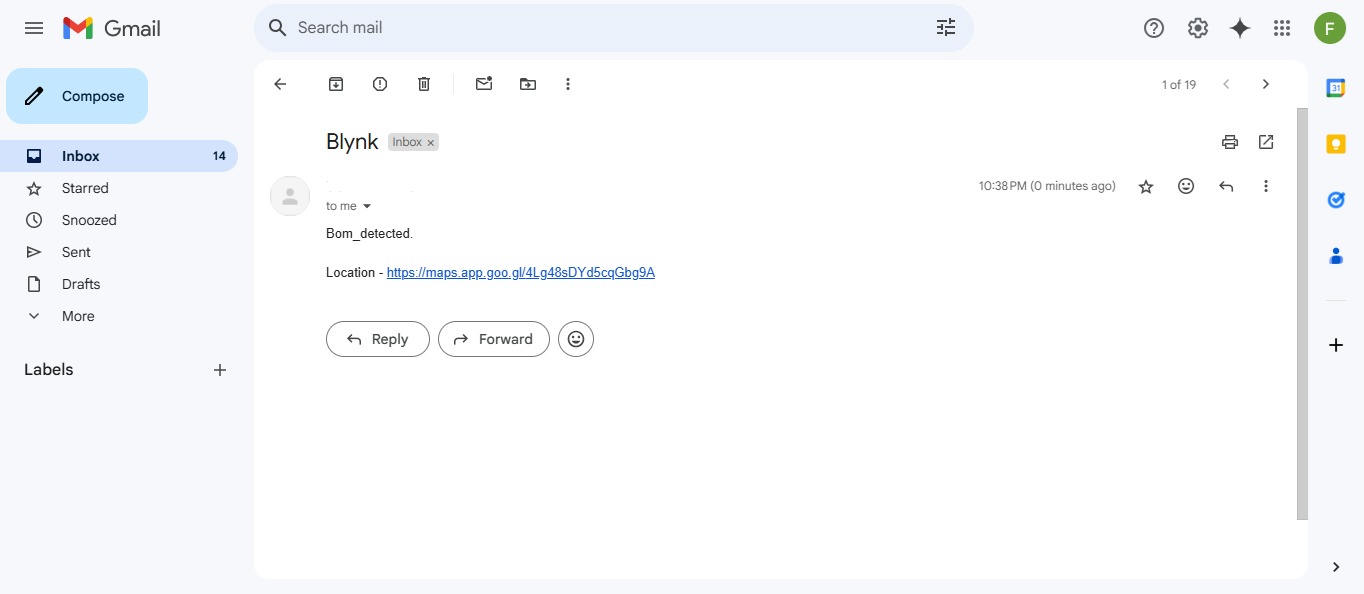 Gmail
Search mail
F
Compose
1 of 19
31
Blynk Inbox ×
Inbox 14
Starred
10:38 PM (0 minutes ago)
to me
Snoozed
Bom_detected.
Sent
Location - https://maps.app.goo.gl/4Lg48sDYd5cqGbg9A
Drafts
More
Reply Forward
Labels